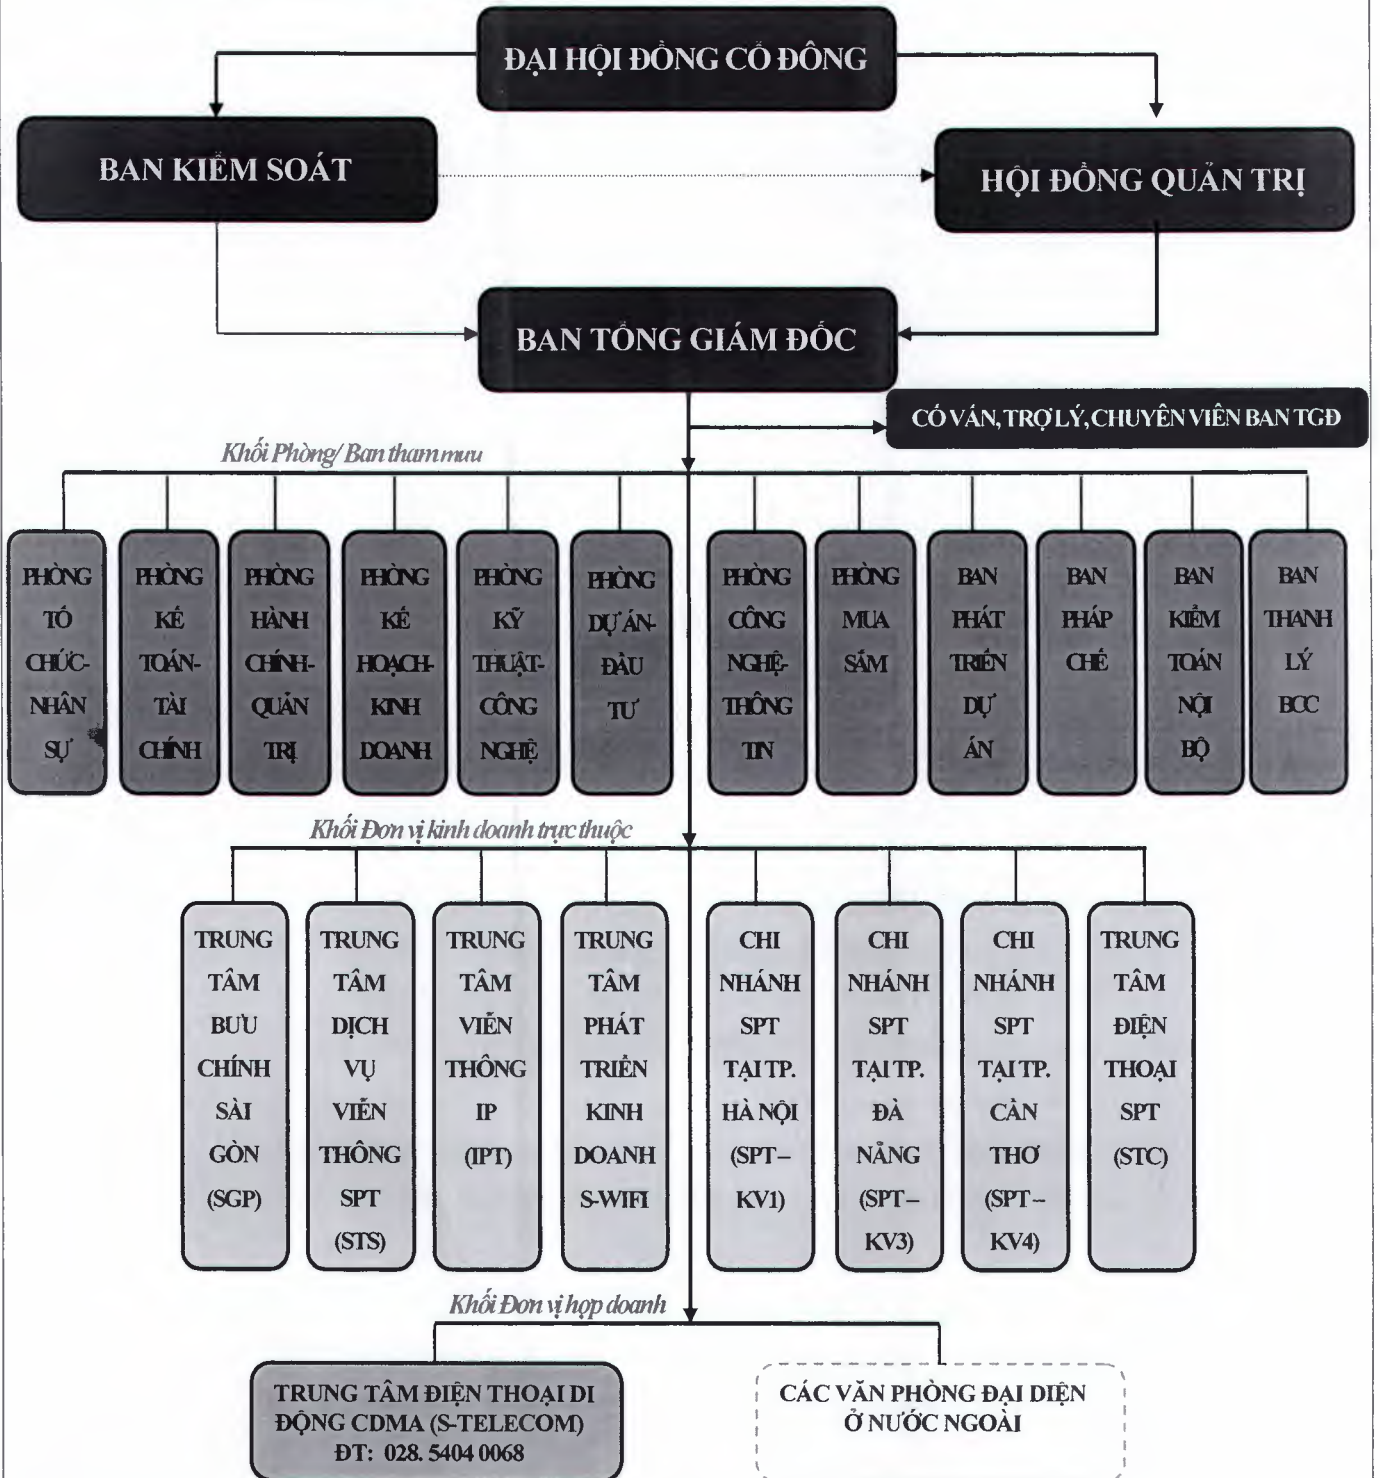 ĐẠI HỘI ĐỒNG CỔ ĐÔNG
BAN KIỂM SOÁT
HỘI ĐỒNG QUẢN TRỊ
BAN TỔNG GIÁM ĐỐC
CỐ VẤN, TRỢ LÝ, CHUYÊN VIÊN BAN TGĐ
Khối Phòng/ Ban tham mưu
PHÒNG
TỔ
CHỨC-
NHÂN
SỰ
PHÒNG
KẾ
TOÁN-
TÀI
CHÍNH
PHÒNG
HÀNH
CHÍNH-
QUẢN
TRỊ
PHÒNG
KẾ
HOẠCH-
KINH
DOANH
PHÒNG
KỸ
THUẬT-
CÔNG
NGHỆ
PHÒNG
DỰ ÁN-
ĐẦU
TƯ
PHÒNG
CÔNG
NGHỆ-
THÔNG
TIN
PHÒNG
MUA
SẮM
BAN
PHÁT
TRIỂN
DỰ
ÁN
BAN
PHÁP
CHẾ
BAN
KIỂM
TOÁN
NỘI
BỘ
BAN
THANH
LÝ
BCC
Khối Đơn vị kinh doanh trực thuộc
TRUNG
TÂM
BƯU
CHÍNH
SÀI
GÒN
(SGP)
TRUNG
TÂM
DỊCH
VỤ
VIỄN
THÔNG
SPT
(STS)
TRUNG
TÂM
VIỄN
THÔNG
IP
(IPT)
TRUNG
TÂM
PHÁT
TRIỂN
KINH
DOANH
S-WIFI
CHI
NHÁNH
SPT
TẠI TP.
HÀ NỘI
(SPT–
KV1)
CHI
NHÁNH
SPT
TẠI TP.
ĐÀ
NẴNG
(SPT–
KV3)
CHI
NHÁNH
SPT
TẠI TP.
CẦN
THƠ
(SPT–
KV4)
TRUNG
TÂM
ĐIỆN
THOẠI
SPT
(STC)
Khối Đơn vị hợp doanh
TRUNG TÂM ĐIỆN THOẠI DI
ĐỘNG CDMA (S-TELECOM)
ĐT: 028. 5404 0068
CÁC VĂN PHÒNG ĐẠI DIỆN
Ở NƯỚC NGOÀI